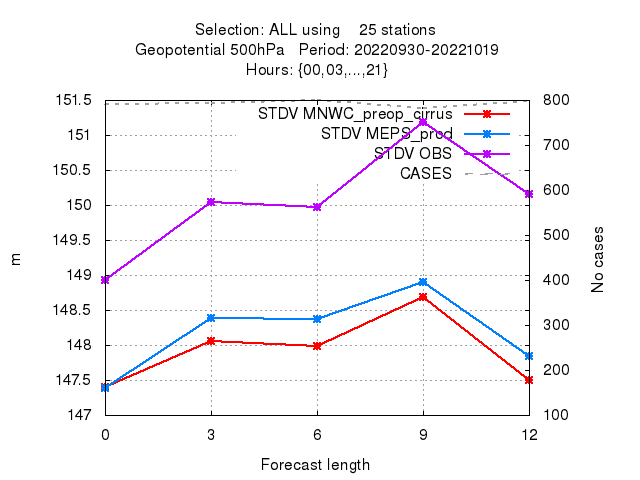 Selection: ALL using    25 stations
Geopotential 500hPa   Period: 20220930-20221019
Hours: {00,03,...,21}
151.5
151
150.5
150
149.5
149
148.5
148
147.5
147
m
STDV MNWC_preop_cirrus
STDV MEPS_prod
STDV OBS
CASES
800
700
600
500
400
300
200
100
No cases
0 3 6 9 12
Forecast length